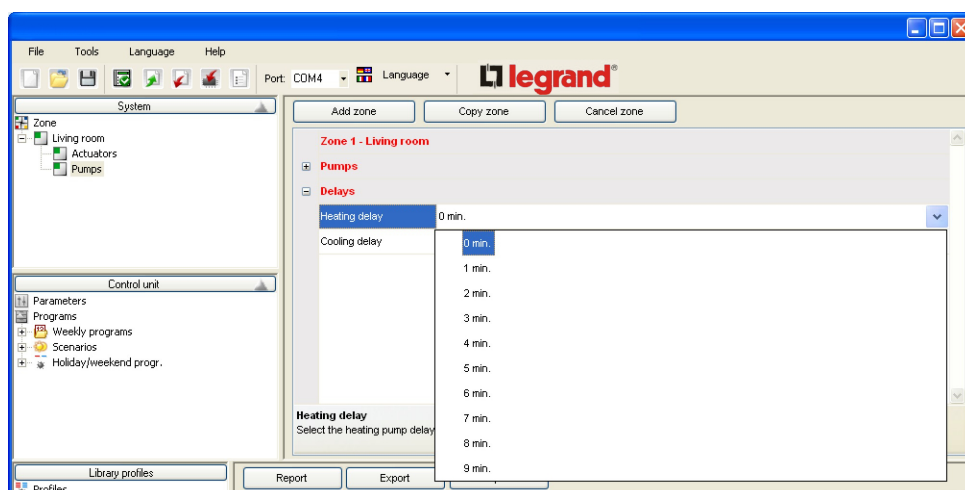 File Tools Language Help
Port: COM4 Language legrand®
System
Zone
Living room
Actuators
Pumps
Control unit
Parameters
Programs
Weekly programs
Scenarios
Holiday/weekend progr.
Library profiles
Profiles
Add zone Copy zone Cancel zone
Zone 1 - Living room
Pumps
Delays
Heating delay 0 min.
Cooling delay
0 min.
1 min.
2 min.
3 min.
4 min.
5 min.
6 min.
7 min.
8 min.
9 min.
Heating delay
Select the heating pump delay
Report Export